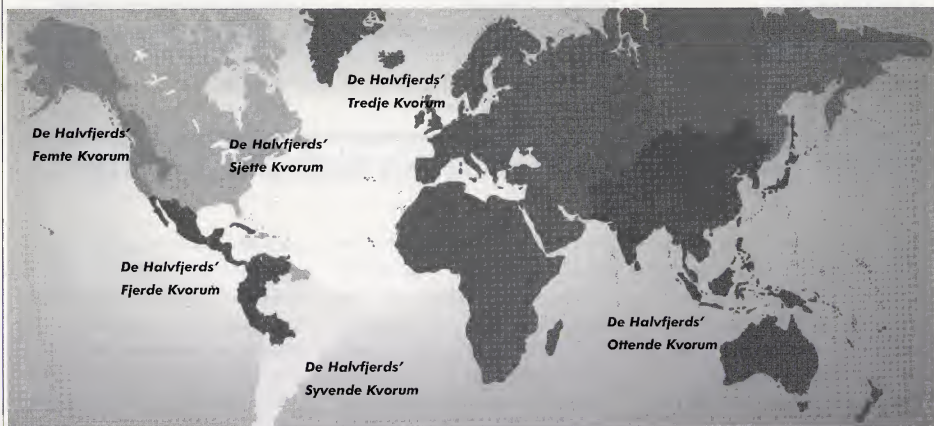 De Halvfjerds'
Tredje Kvorum
De Halvfjerds'
Femte Kvorum
De Halvfjerds'
Sjette Kvorum
De Halvfjerds'
Fjerde Kvorum
De Halvfjerds'
Ottende Kvorum
De Halvfjerds'
Syvende Kvorum